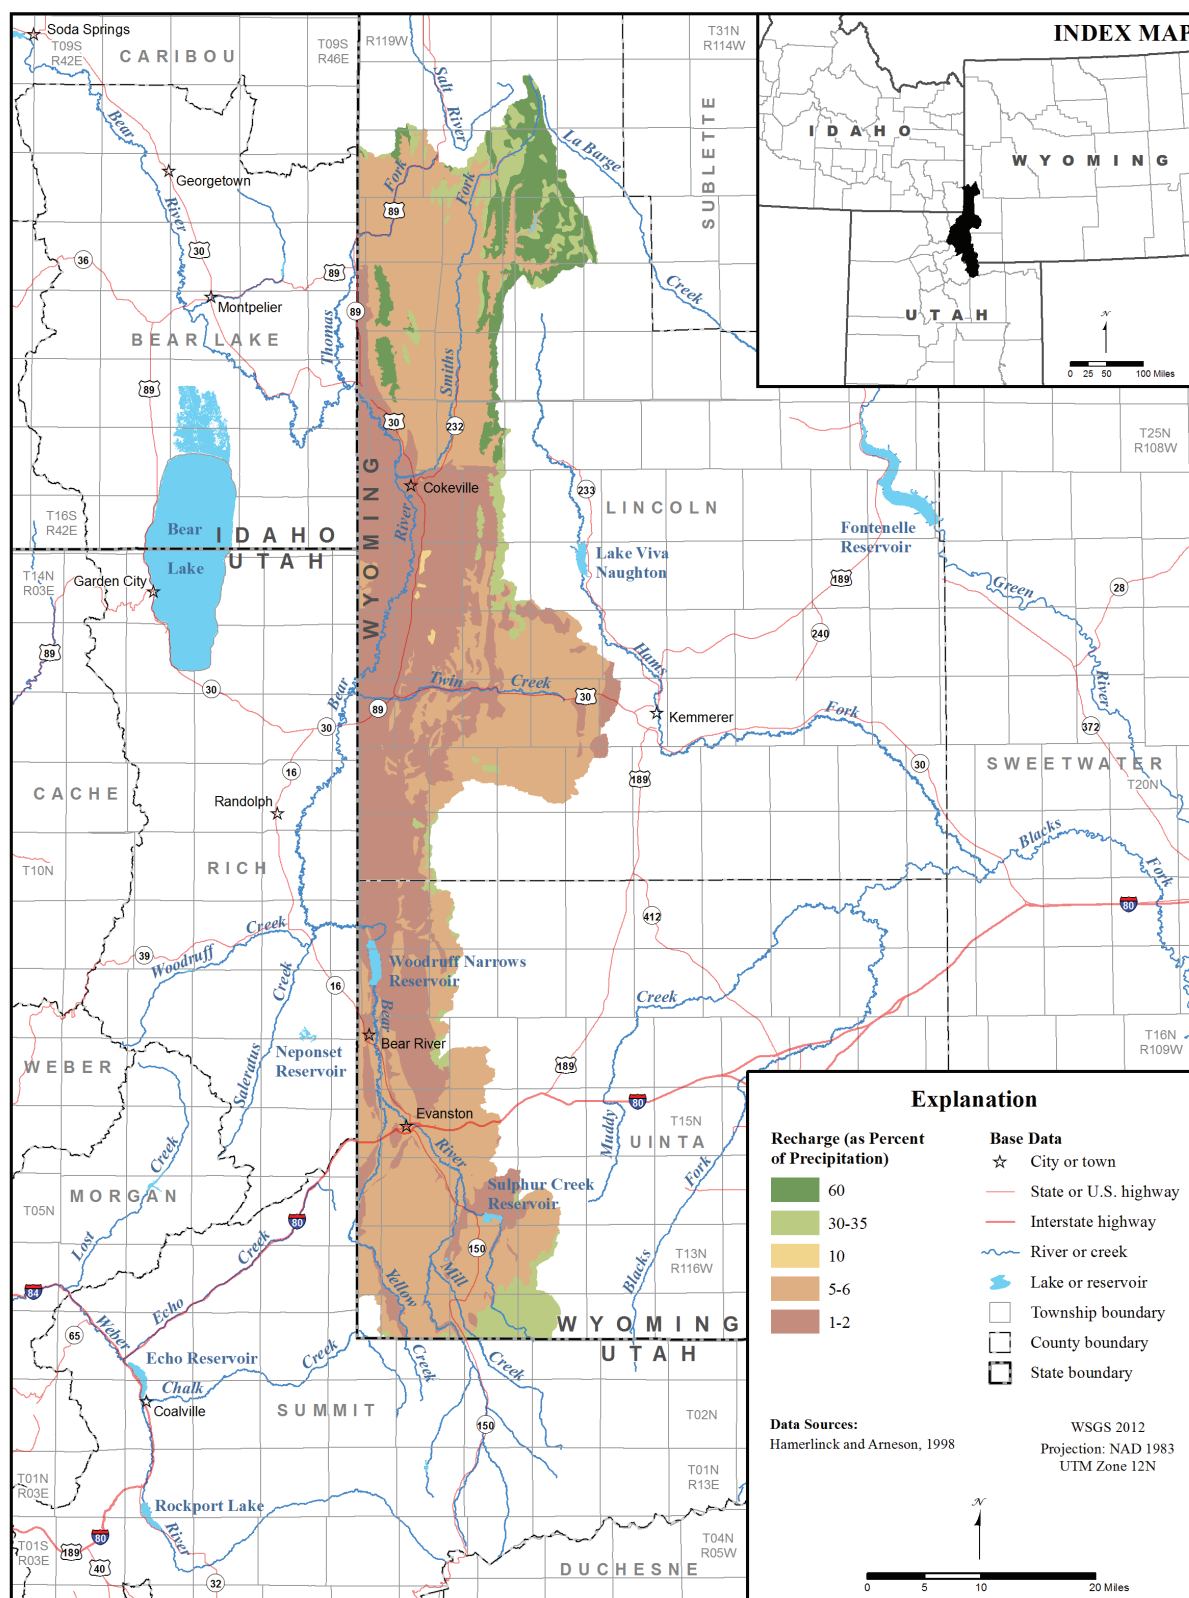 Soda Springs
T09S
R42E
CARIBOU
T09S
R46E
R119W
T31N
R114W
INDEX MAP
IDAHO
WYOMING
UTAH
N
0 25 50 100 Miles
Salt River
La Barge
Creek
SUBLETTE
Bear
River
Georgetown
Fork
Fork
89
30
36
89
Montpelier
BEAR LAKE
89
Thomas
Smiths
89
30
232
T25N
R108W
WYOMING
Cokeville
233
LINCOLN
River
T16S
R42E
Bear
Lake
IDAHO
UTAH
Fontenelle
Reservoir
Lake Viva
Naughton
T14N
R03E
Garden City
189
Green
28
89
240
Hams
River
Twin Creek
30
Bear
30
89
30
Kemmerer
Fork
372
16
189
30
SWEETWATER
T20N
CACHE
Randolph
RICH
T10N
Blacks
Fork
412
80
Creek
Woodruff
39
Creek
16
Woodruff Narrows
Reservoir
Creek
Bear
Neponset
Reservoir
Bear River
T16N
R109W
WEBER
Saleratus
189
80
Evanston
Muddy
T15N
UINTA
Creek
River
Fork
MORGAN
T05N
Sulphur Creek
Reservoir
80
Lost
Creek
150
T13N
R116W
84
Yellow
Mill
Blacks
Echo
65
Weber
WYOMING
UTAH
Echo Reservoir
Creek
Creek
Creek
Chalk
Coalville
SUMMIT
T02N
150
T01N
R03E
T01N
R13E
Rockport Lake
River
80
T01S
R03E
189
40
32
T04N
R05W
DUCHESNE
Explanation
Recharge (as Percent
of Precipitation)
60
30-35
10
5-6
1-2
Base Data
City or town
State or U.S. highway
Interstate highway
River or creek
Lake or reservoir
Township boundary
County boundary
State boundary
Data Sources:
Hamerlinck and Arneson, 1998
WSGS 2012
Projection: NAD 1983
UTM Zone 12N
N
0 5 10 20 Miles